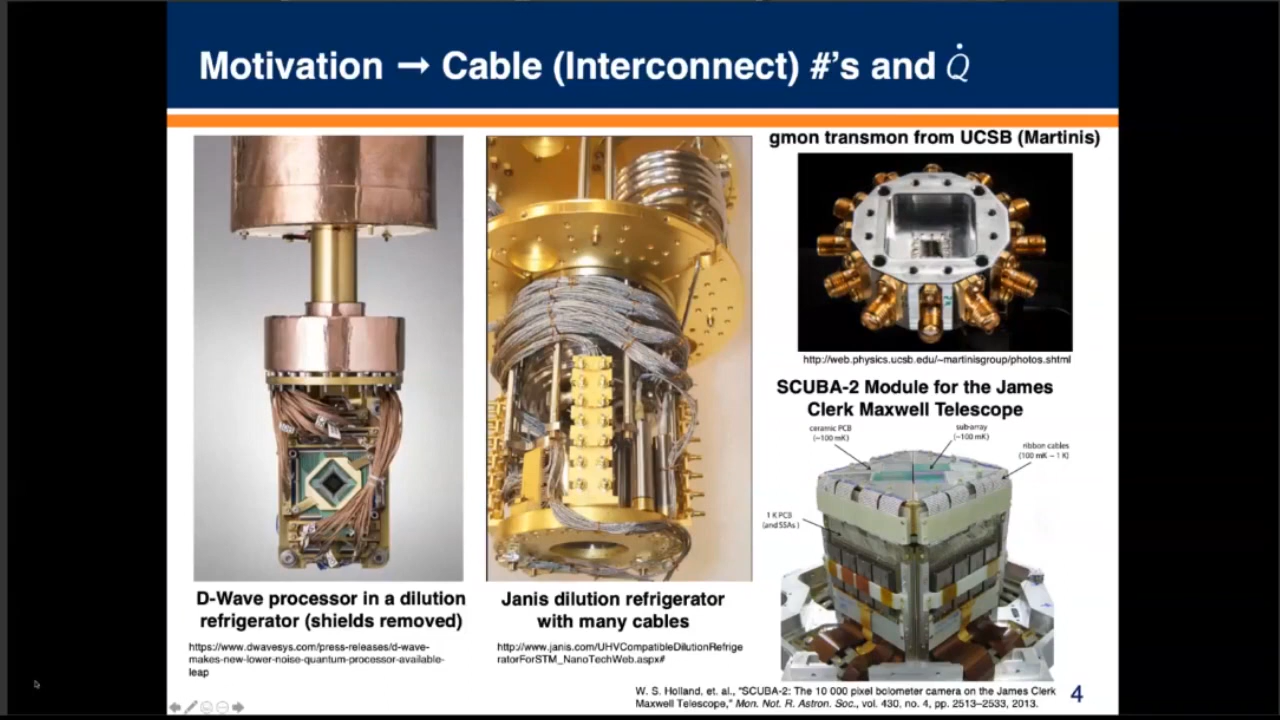 Motivation → Cable (Interconnect) #'s and Q̇
gmon transmon from UCSB (Martinis)
http://web.physics.ucsb.edu/~martinisgroup/photos.shtml
SCUBA-2 Module for the James
Clerk Maxwell Telescope
ceramic PCB
(~100 mK)
sub-array
(~100 mK)
ribbon cables
(100 mK – 1 K)
1 K PCB
(and SSAs)
D-Wave processor in a dilution
refrigerator (shields removed)
https://www.dwavesys.com/press-releases/d-wave-
makes-new-lower-noise-quantum-processor-available-
leap
Janis dilution refrigerator
with many cables
http://www.janis.com/UHVCompatibleDilutionRefrige
ratorForSTM_NanoTechWeb.aspx#
W. S. Holland, et. al., "SCUBA-2: The 10 000 pixel bolometer camera on the James Clerk
Maxwell Telescope," Mon. Not. R. Astron. Soc., vol. 430, no. 4, pp. 2513–2533, 2013.
4